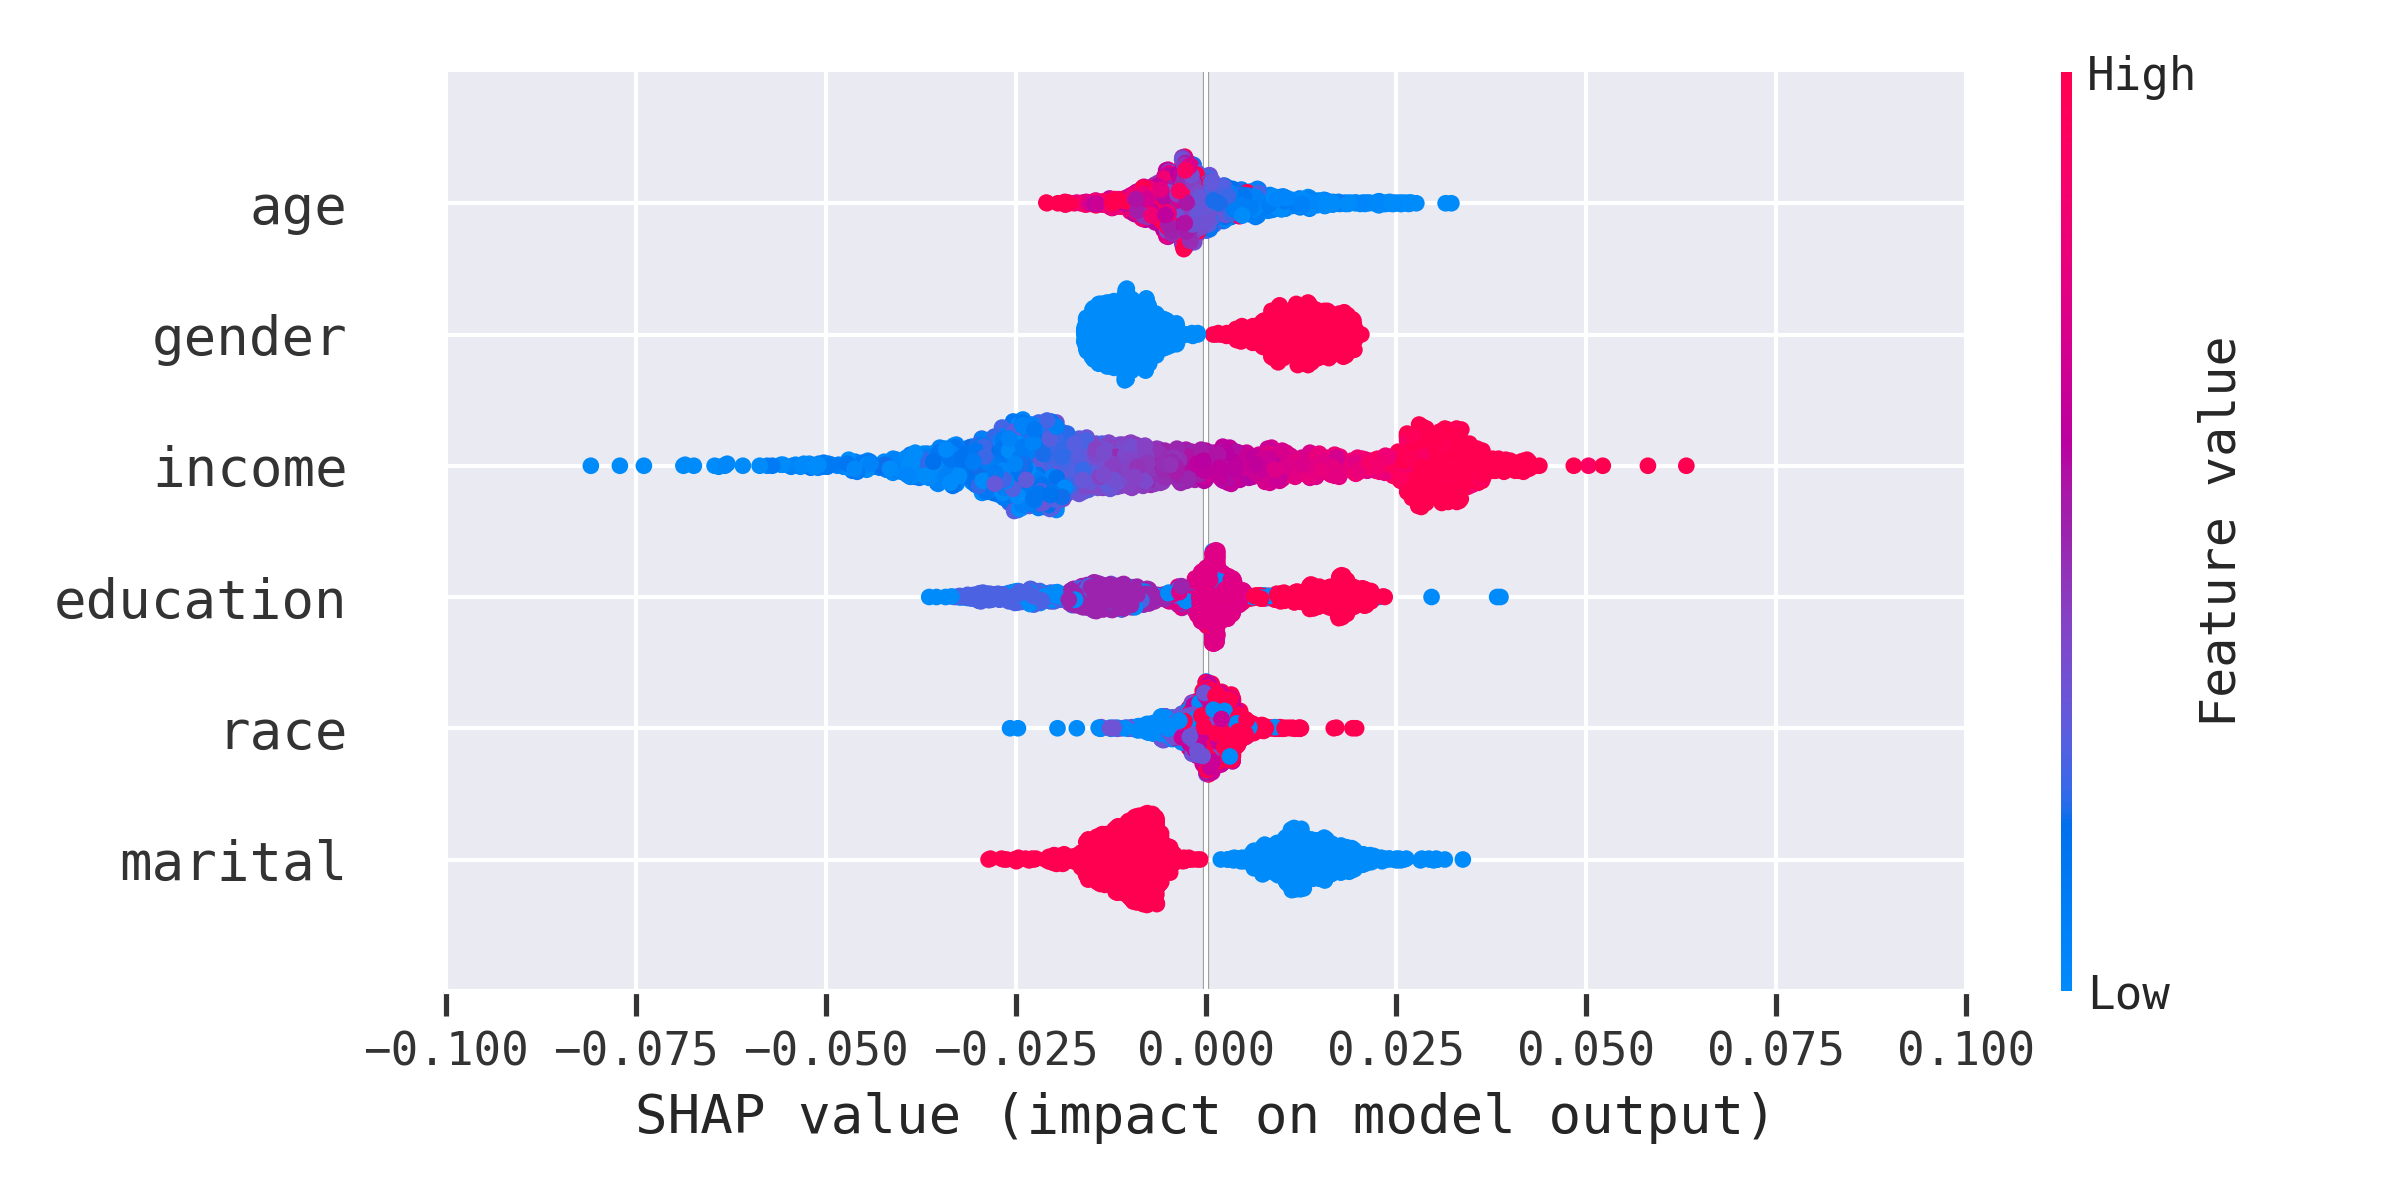 High
age
gender
income
education
race
marital
Low
Feature value
−0.100 −0.075 −0.050 −0.025 0.000 0.025 0.050 0.075 0.100
SHAP value (impact on model output)